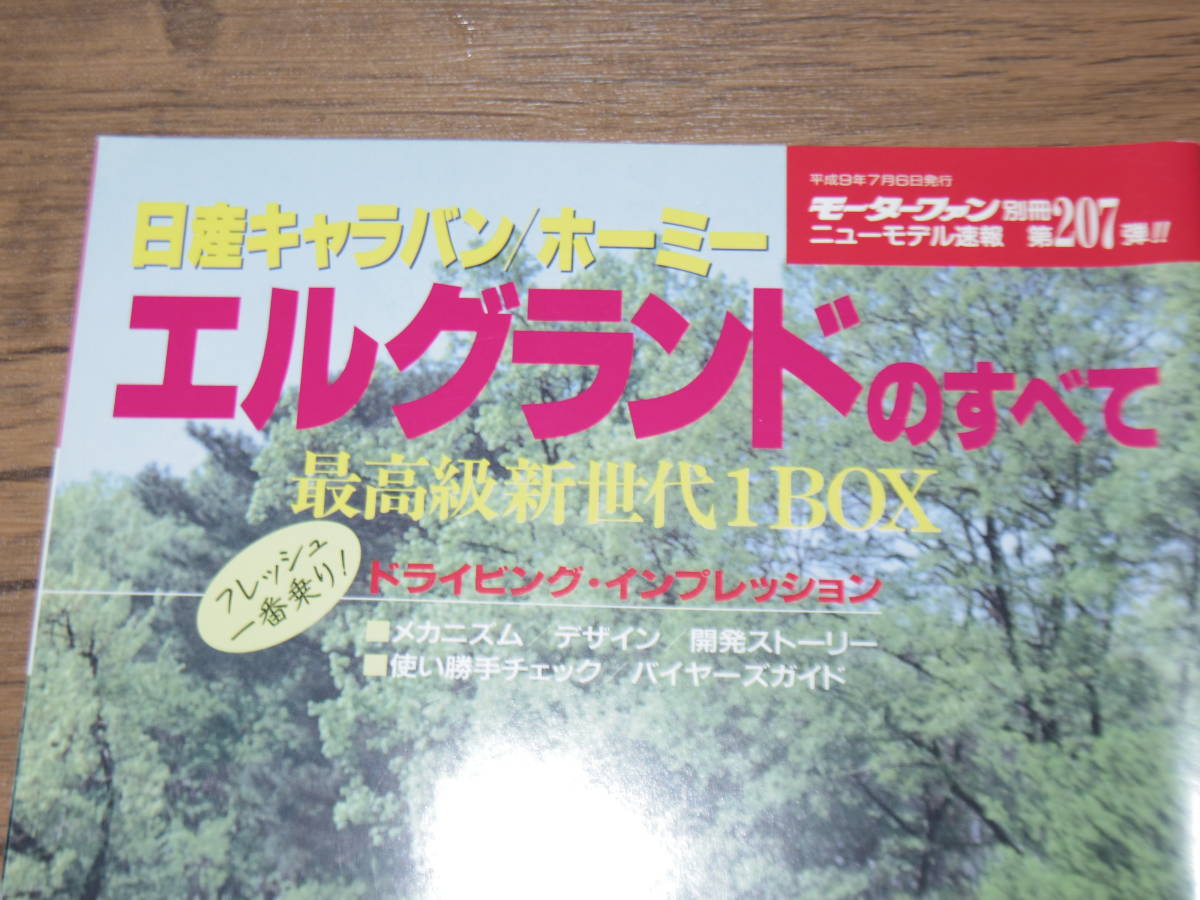 平成9年7月6日発行
モーターファン別冊
ニューモデル速報 第207弾!!
日産キャラバン/ホーミー
エルグランドのすべて
最高級新世代1BOX
フレッシュ
一番乗り!
ドライビング・インプレッション
■メカニズム/デザイン/開発ストーリー
■使い勝手チェック/バイヤーズガイド